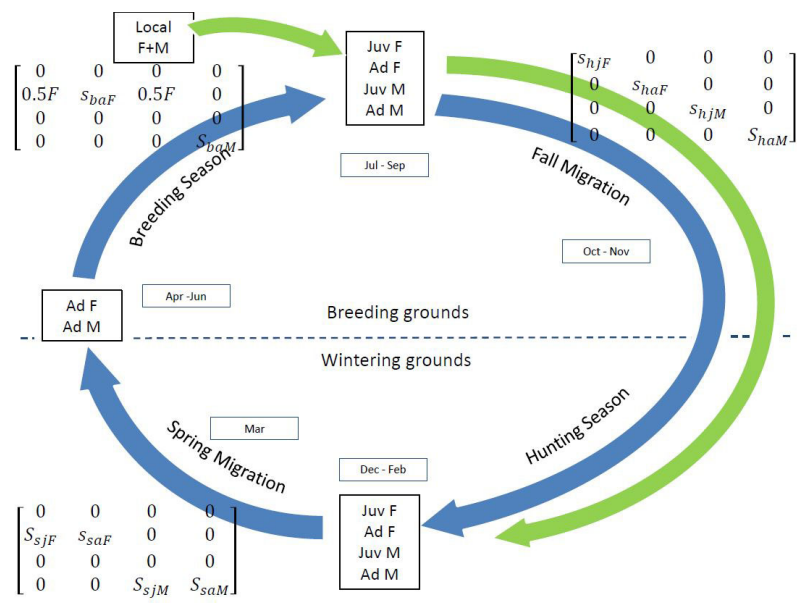 Local
F+M
Juv F
Ad F
Juv M
Ad M
0 0 0 0
0.5F s_baF 0.5F 0
0 0 0 0
0 0 0 S_baM
s_hjF 0 0 0
0 s_haF 0 0
0 0 s_hjM 0
0 0 0 S_haM
Breeding Season
Jul - Sep
Fall Migration
Oct - Nov
Ad F
Ad M
Apr -Jun
Breeding grounds
Wintering grounds
Mar
Spring Migration
Hunting Season
Dec - Feb
Juv F
Ad F
Juv M
Ad M
0 0 0 0
S_sjF s_saF 0 0
0 0 0 0
0 0 S_sjM S_saM